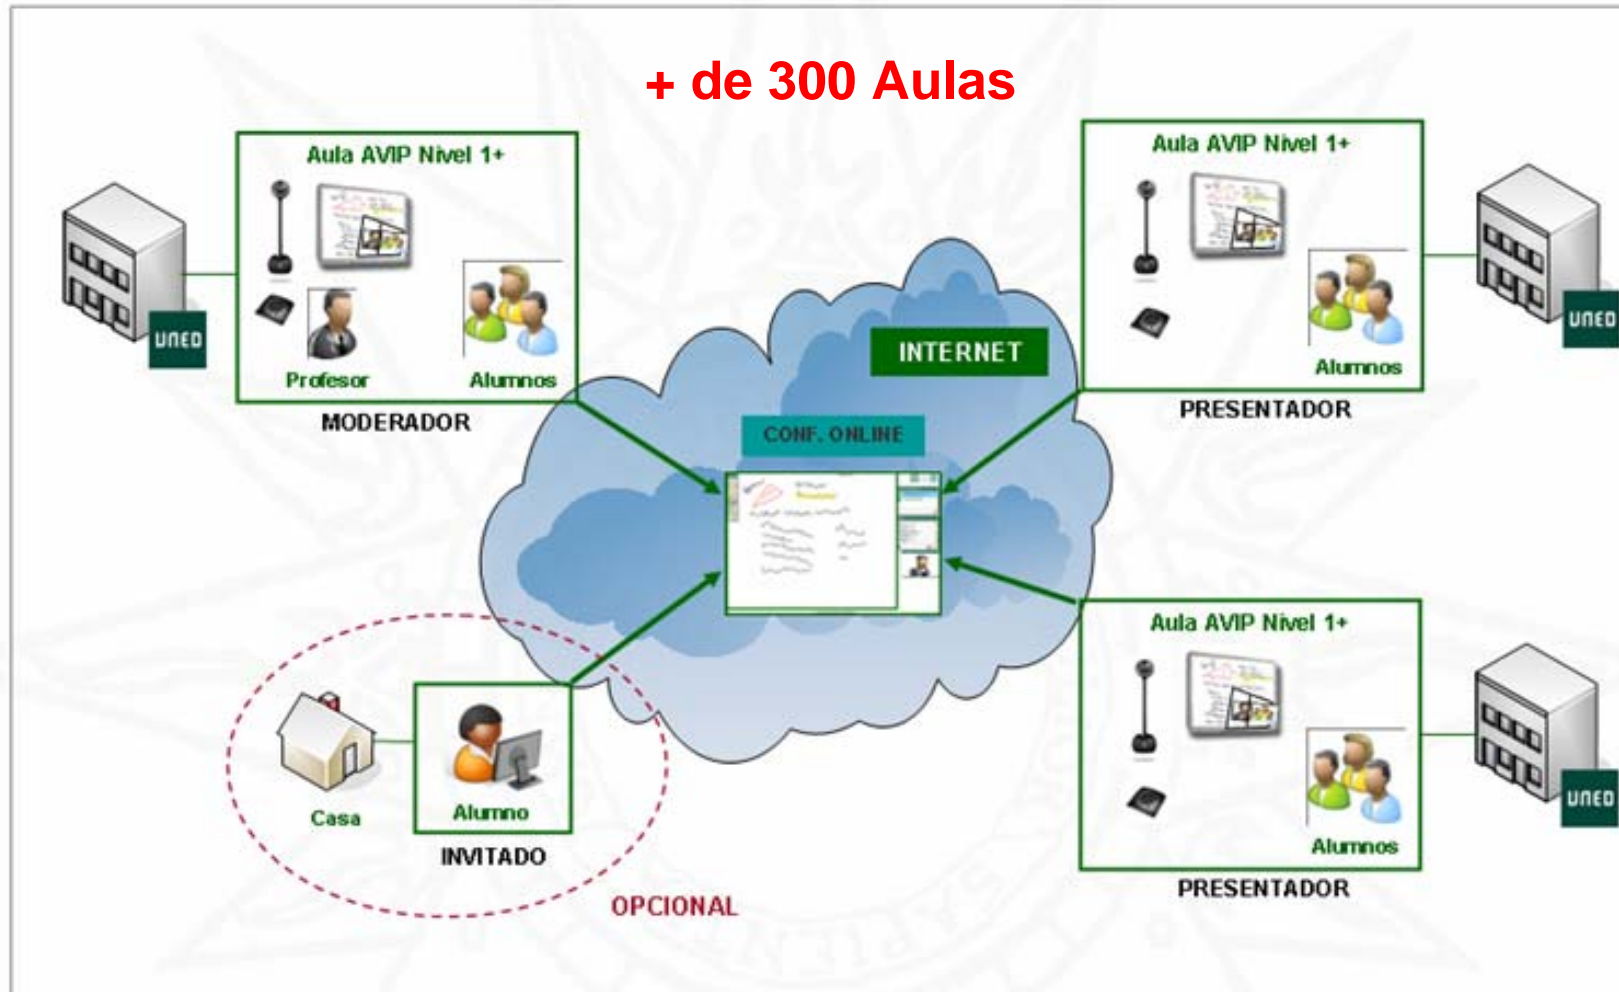 + de 300 Aulas
Aula AVIP Nivel 1+
Profesor
Alumnos
MODERADOR
UNED
Aula AVIP Nivel 1+
Alumnos
PRESENTADOR
UNED
INTERNET
CONF. ONLINE
Aula AVIP Nivel 1+
Alumnos
PRESENTADOR
UNED
Casa
Alumno
INVITADO
OPCIONAL